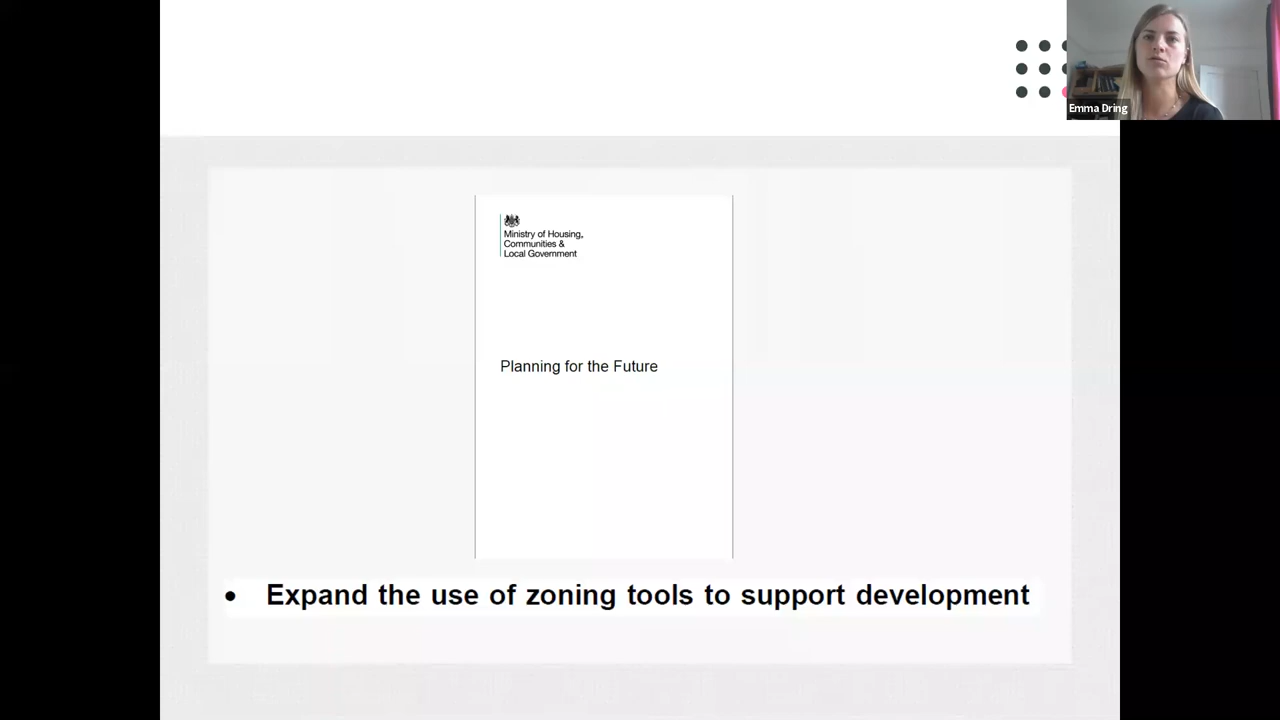 Emma Dring
Ministry of Housing,
Communities &
Local Government
Planning for the Future
• Expand the use of zoning tools to support development